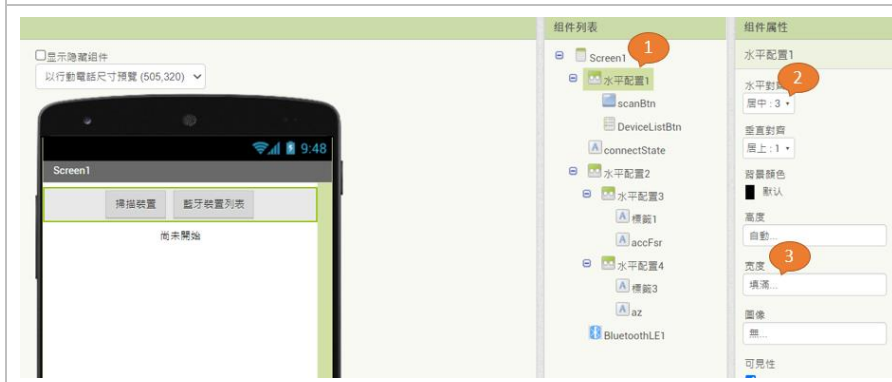 组件列表
组件属性
显示隐藏组件
以行動電話尺寸預覽 (505,320)
9:48
Screen1
掃描裝置
藍牙裝置列表
尚未開始
1
Screen1
水平配置1
scanBtn
DeviceListBtn
connectState
水平配置2
水平配置3
標籤1
accFsr
水平配置4
標籤3
az
BluetoothLE1
水平配置1
2
水平對
居中 : 3
垂直對齊
居上 : 1
背景顏色
默认
高度
自動...
3
宽度
填滿...
圖像
無...
可見性